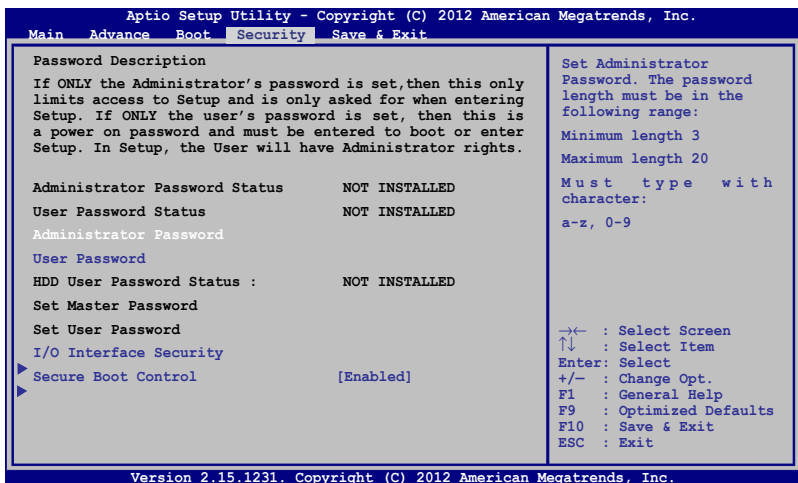 Aptio Setup Utility - Copyright (C) 2012 American Megatrends, Inc.
Main Advance Boot Security Save & Exit
Password Description
If ONLY the Administrator's password is set,then this only
limits access to Setup and is only asked for when entering
Setup. If ONLY the user's password is set, then this is
a power on password and must be entered to boot or enter
Setup. In Setup, the User will have Administrator rights.
Administrator Password Status NOT INSTALLED
User Password Status NOT INSTALLED
Administrator Password
User Password
HDD User Password Status : NOT INSTALLED
Set Master Password
Set User Password
I/O Interface Security
Secure Boot Control [Enabled]
Set Administrator
Password. The password
length must be in the
following range:
Minimum length 3
Maximum length 20
Must type with
character:
a-z, 0-9
→← : Select Screen
↑↓ : Select Item
Enter: Select
+/— : Change Opt.
F1 : General Help
F9 : Optimized Defaults
F10 : Save & Exit
ESC : Exit
Version 2.15.1231. Copyright (C) 2012 American Megatrends, Inc.